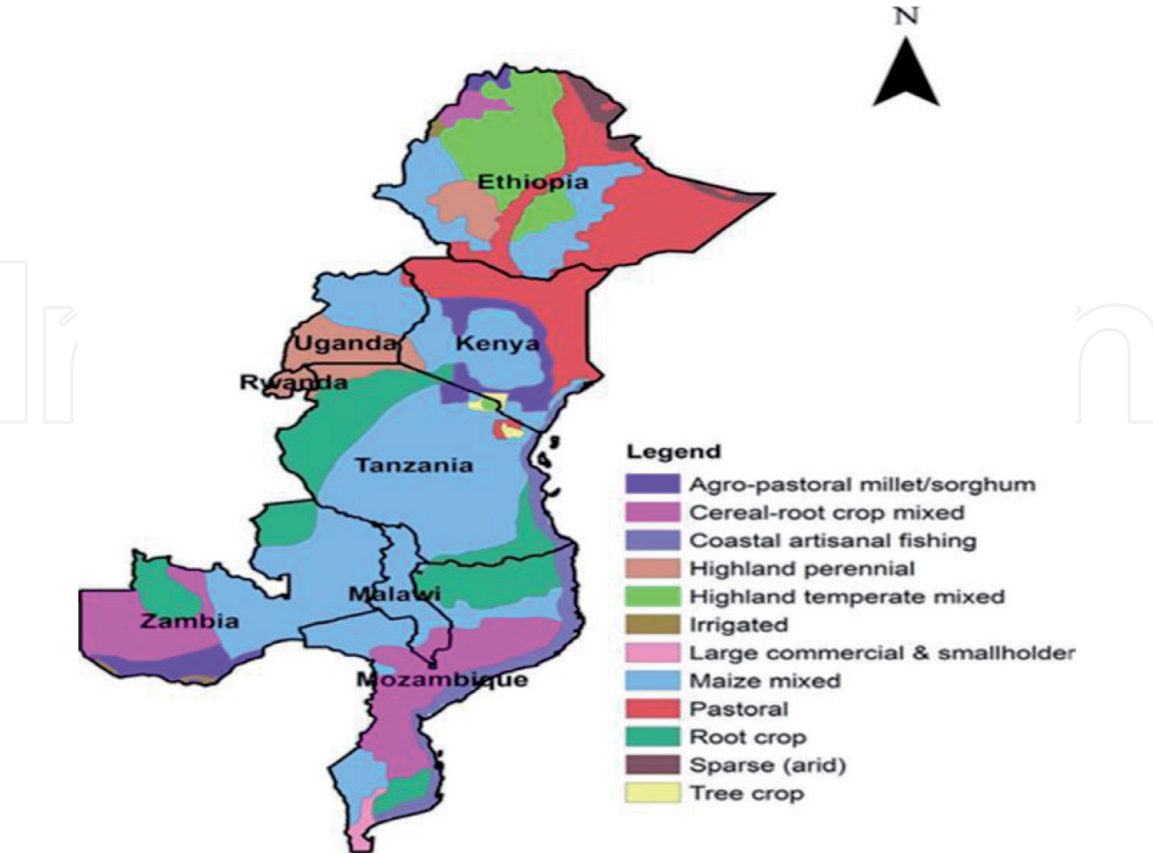 N
Ethiopia
Uganda
Kenya
Rwanda
Tanzania
Malawi
Zambia
Mozambique
Legend
Agro-pastoral millet/sorghum
Cereal-root crop mixed
Coastal artisanal fishing
Highland perennial
Highland temperate mixed
Irrigated
Large commercial & smallholder
Maize mixed
Pastoral
Root crop
Sparse (arid)
Tree crop